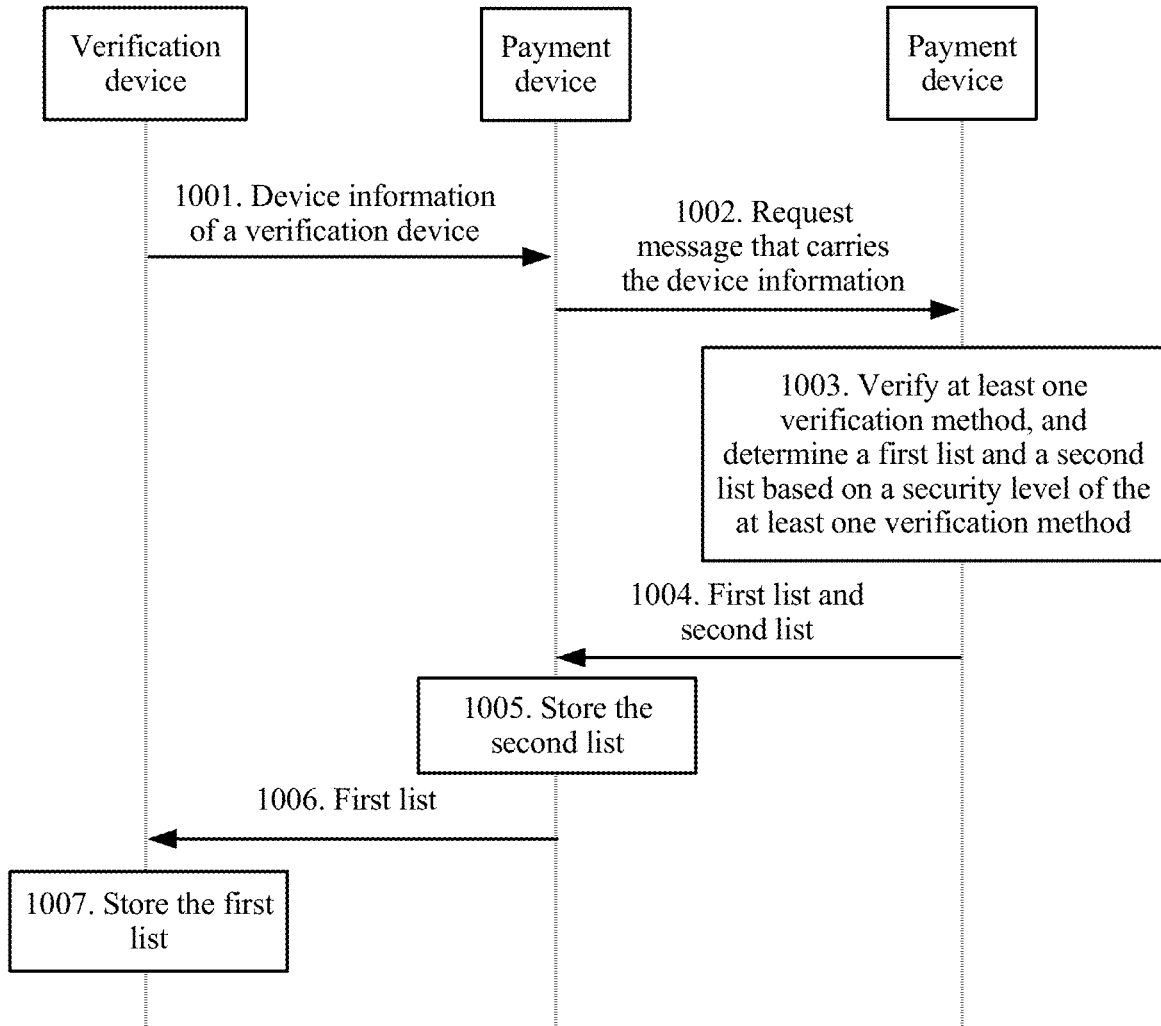 Verification
device
Payment
device
Payment
device
1001. Device information
of a verification device
1002. Request
message that carries
the device information
1003. Verify at least one
verification method, and
determine a first list and a second
list based on a security level of the
at least one verification method
1004. First list and
second list
1005. Store the
second list
1006. First list
1007. Store the first
list